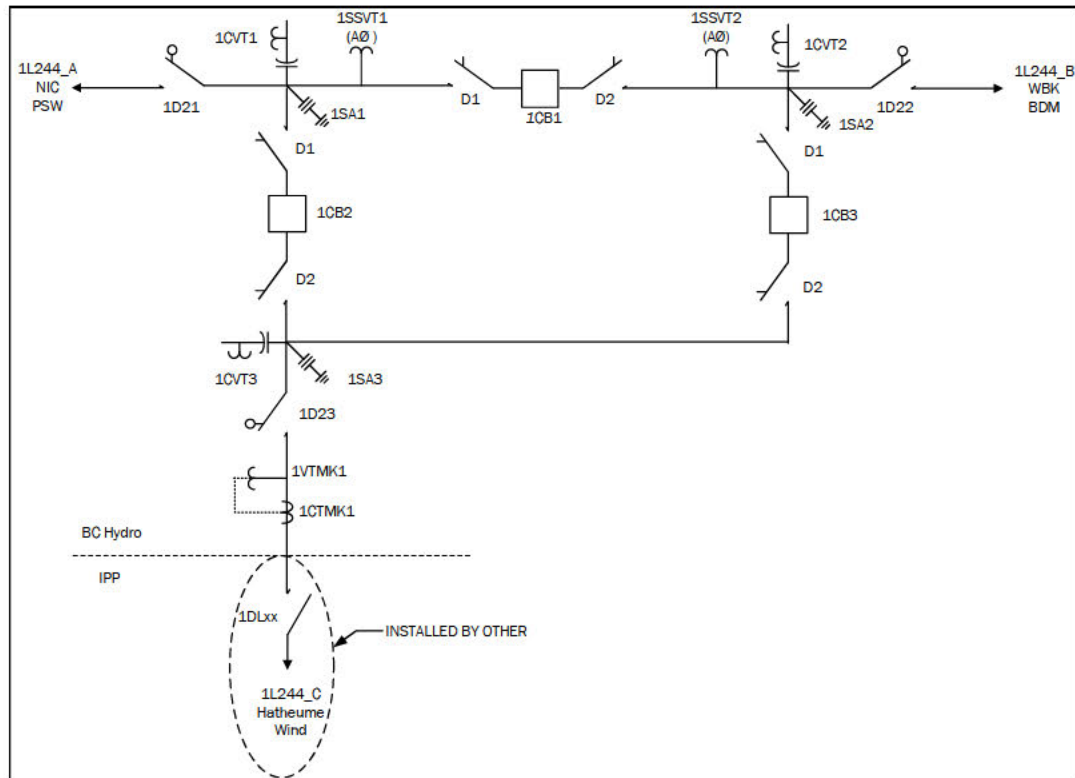 1SSVT1
(AØ)
1CVT1
1SSVT2
(AØ)
1CVT2
1L244_A
NIC
PSW
1D21
1SA1
D1
1CB1
D2
1SA2
1D22
1L244_B
WBK
BDM
D1
1CB2
D2
D1
1CB3
D2
1CVT3
1SA3
1D23
1VTMK1
1CTMK1
BC Hydro
IPP
1DLxx
INSTALLED BY OTHER
1L244_C
Hatheume
Wind